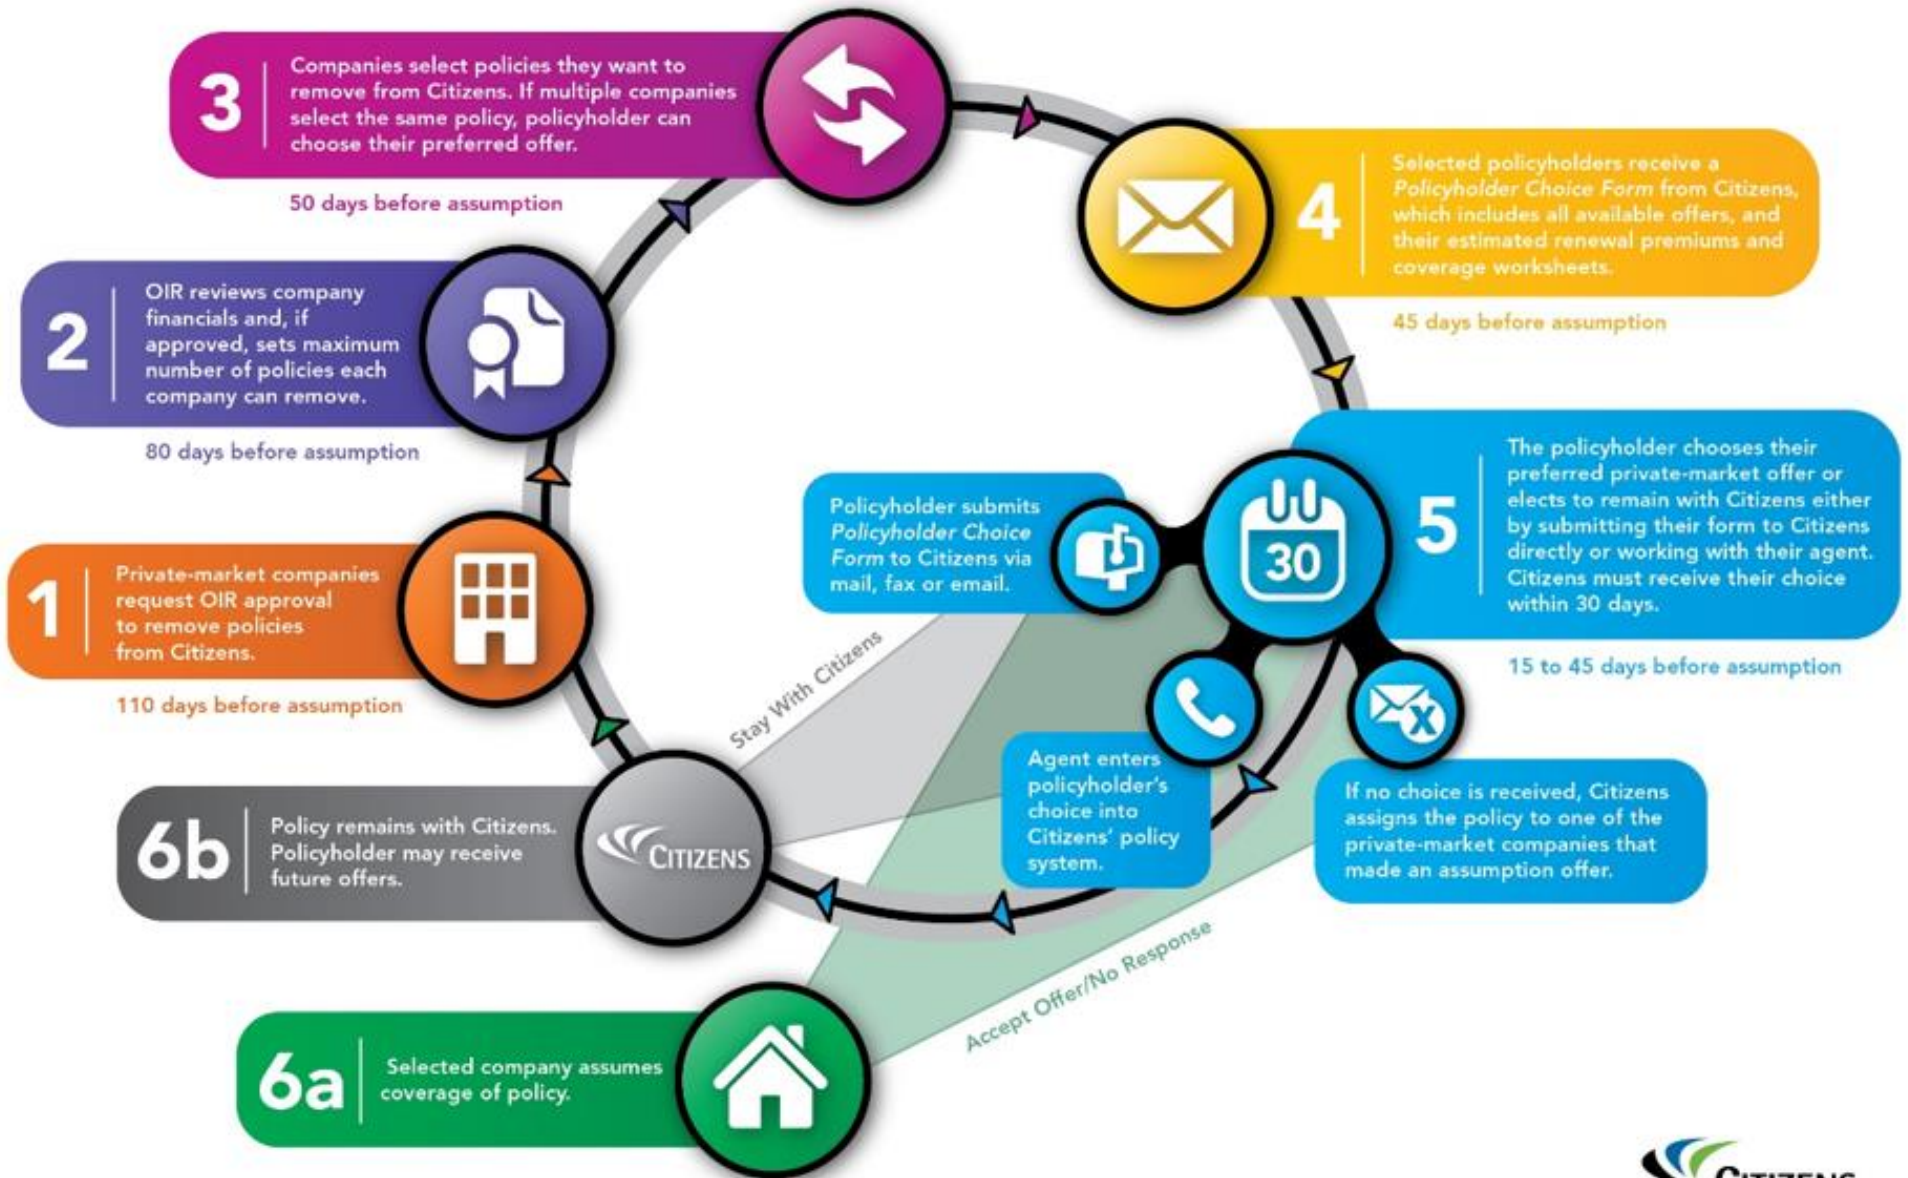 3
Companies select policies they want to
remove from Citizens. If multiple companies
select the same policy, policyholder can
choose their preferred offer.
50 days before assumption
4
Selected policyholders receive a
Policyholder Choice Form from Citizens,
which includes all available offers, and
their estimated renewal premiums and
coverage worksheets.
45 days before assumption
2
OIR reviews company
financials and, if
approved, sets maximum
number of policies each
company can remove.
80 days before assumption
5
The policyholder chooses their
preferred private-market offer or
elects to remain with Citizens either
by submitting their form to Citizens
directly or working with their agent.
Citizens must receive their choice
within 30 days.
15 to 45 days before assumption
30
Policyholder submits
Policyholder Choice
Form to Citizens via
mail, fax or email.
1
Private-market companies
request OIR approval
to remove policies
from Citizens.
110 days before assumption
Stay With Citizens
X
Agent enters
policyholder's
choice into
Citizens' policy
system.
If no choice is received, Citizens
assigns the policy to one of the
private-market companies that
made an assumption offer.
6b
Policy remains with Citizens.
Policyholder may receive
future offers.
CITIZENS
Accept Offer/No Response
6a
Selected company assumes
coverage of policy.
CITIZENS